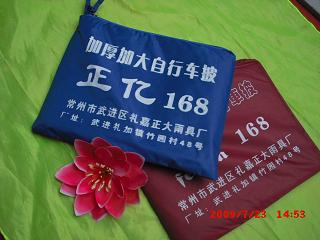 加厚加大自行车披
正亿 168
常州市武进区礼嘉正大雨具厂
厂址：武进礼加镇竹园村48号
车披
168
常州市武进区礼嘉正大雨具厂
厂址：武进礼加镇竹园村48号
2009/7/23 14:53